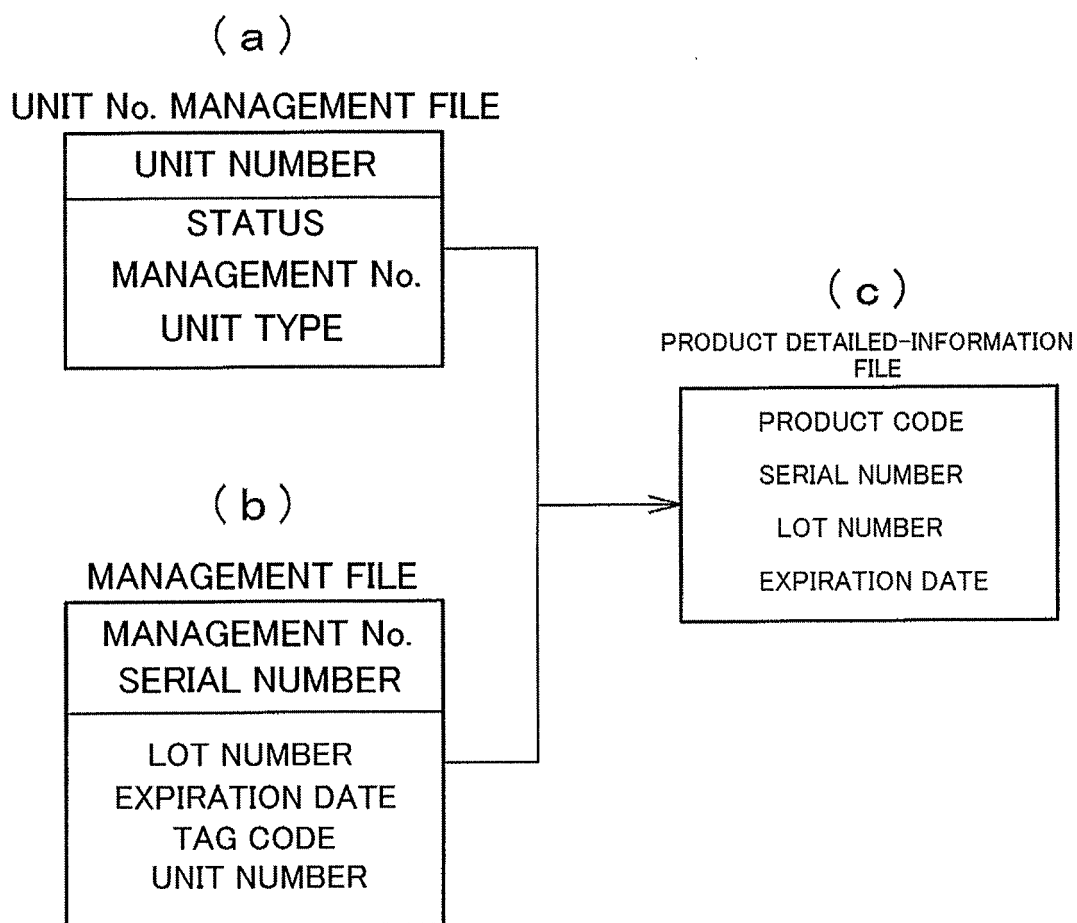 (a)
UNIT No. MANAGEMENT FILE
UNIT NUMBER
STATUS
MANAGEMENT No.
UNIT TYPE
(b)
MANAGEMENT FILE
MANAGEMENT No.
SERIAL NUMBER
LOT NUMBER
EXPIRATION DATE
TAG CODE
UNIT NUMBER
(c)
PRODUCT DETAILED-INFORMATION
FILE
PRODUCT CODE
SERIAL NUMBER
LOT NUMBER
EXPIRATION DATE